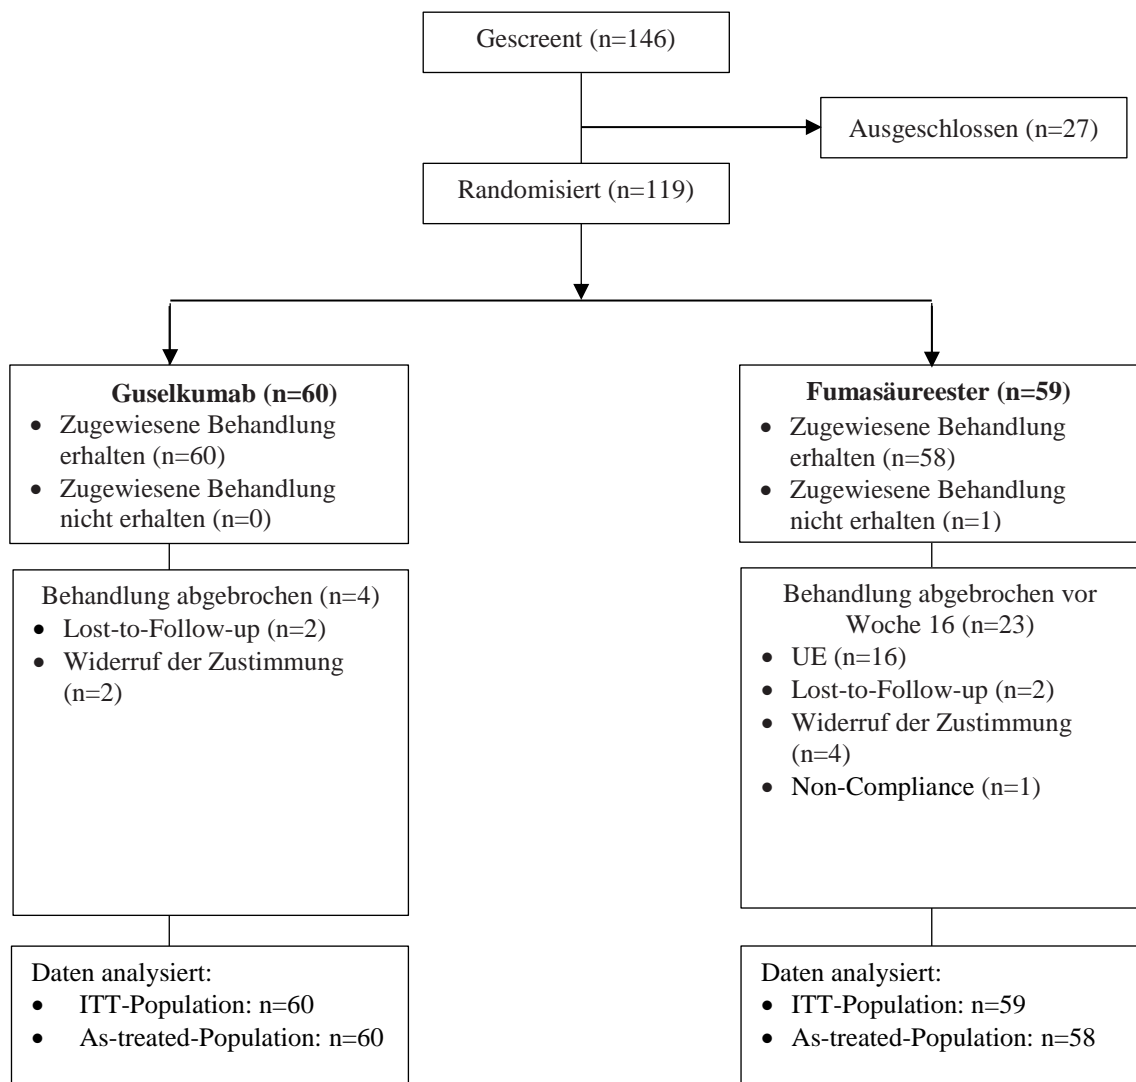 Gescreent (n=146)
Ausgeschlossen (n=27)
Randomisiert (n=119)
Guselkumab (n=60)
• Zugewiesene Behandlung
erhalten (n=60)
• Zugewiesene Behandlung
nicht erhalten (n=0)
Fumasäureester (n=59)
• Zugewiesene Behandlung
erhalten (n=58)
• Zugewiesene Behandlung
nicht erhalten (n=1)
Behandlung abgebrochen (n=4)
• Lost-to-Follow-up (n=2)
• Widerruf der Zustimmung
(n=2)
Behandlung abgebrochen vor
Woche 16 (n=23)
• UE (n=16)
• Lost-to-Follow-up (n=2)
• Widerruf der Zustimmung
(n=4)
• Non-Compliance (n=1)
Daten analysiert:
• ITT-Population: n=60
• As-treated-Population: n=60
Daten analysiert:
• ITT-Population: n=59
• As-treated-Population: n=58